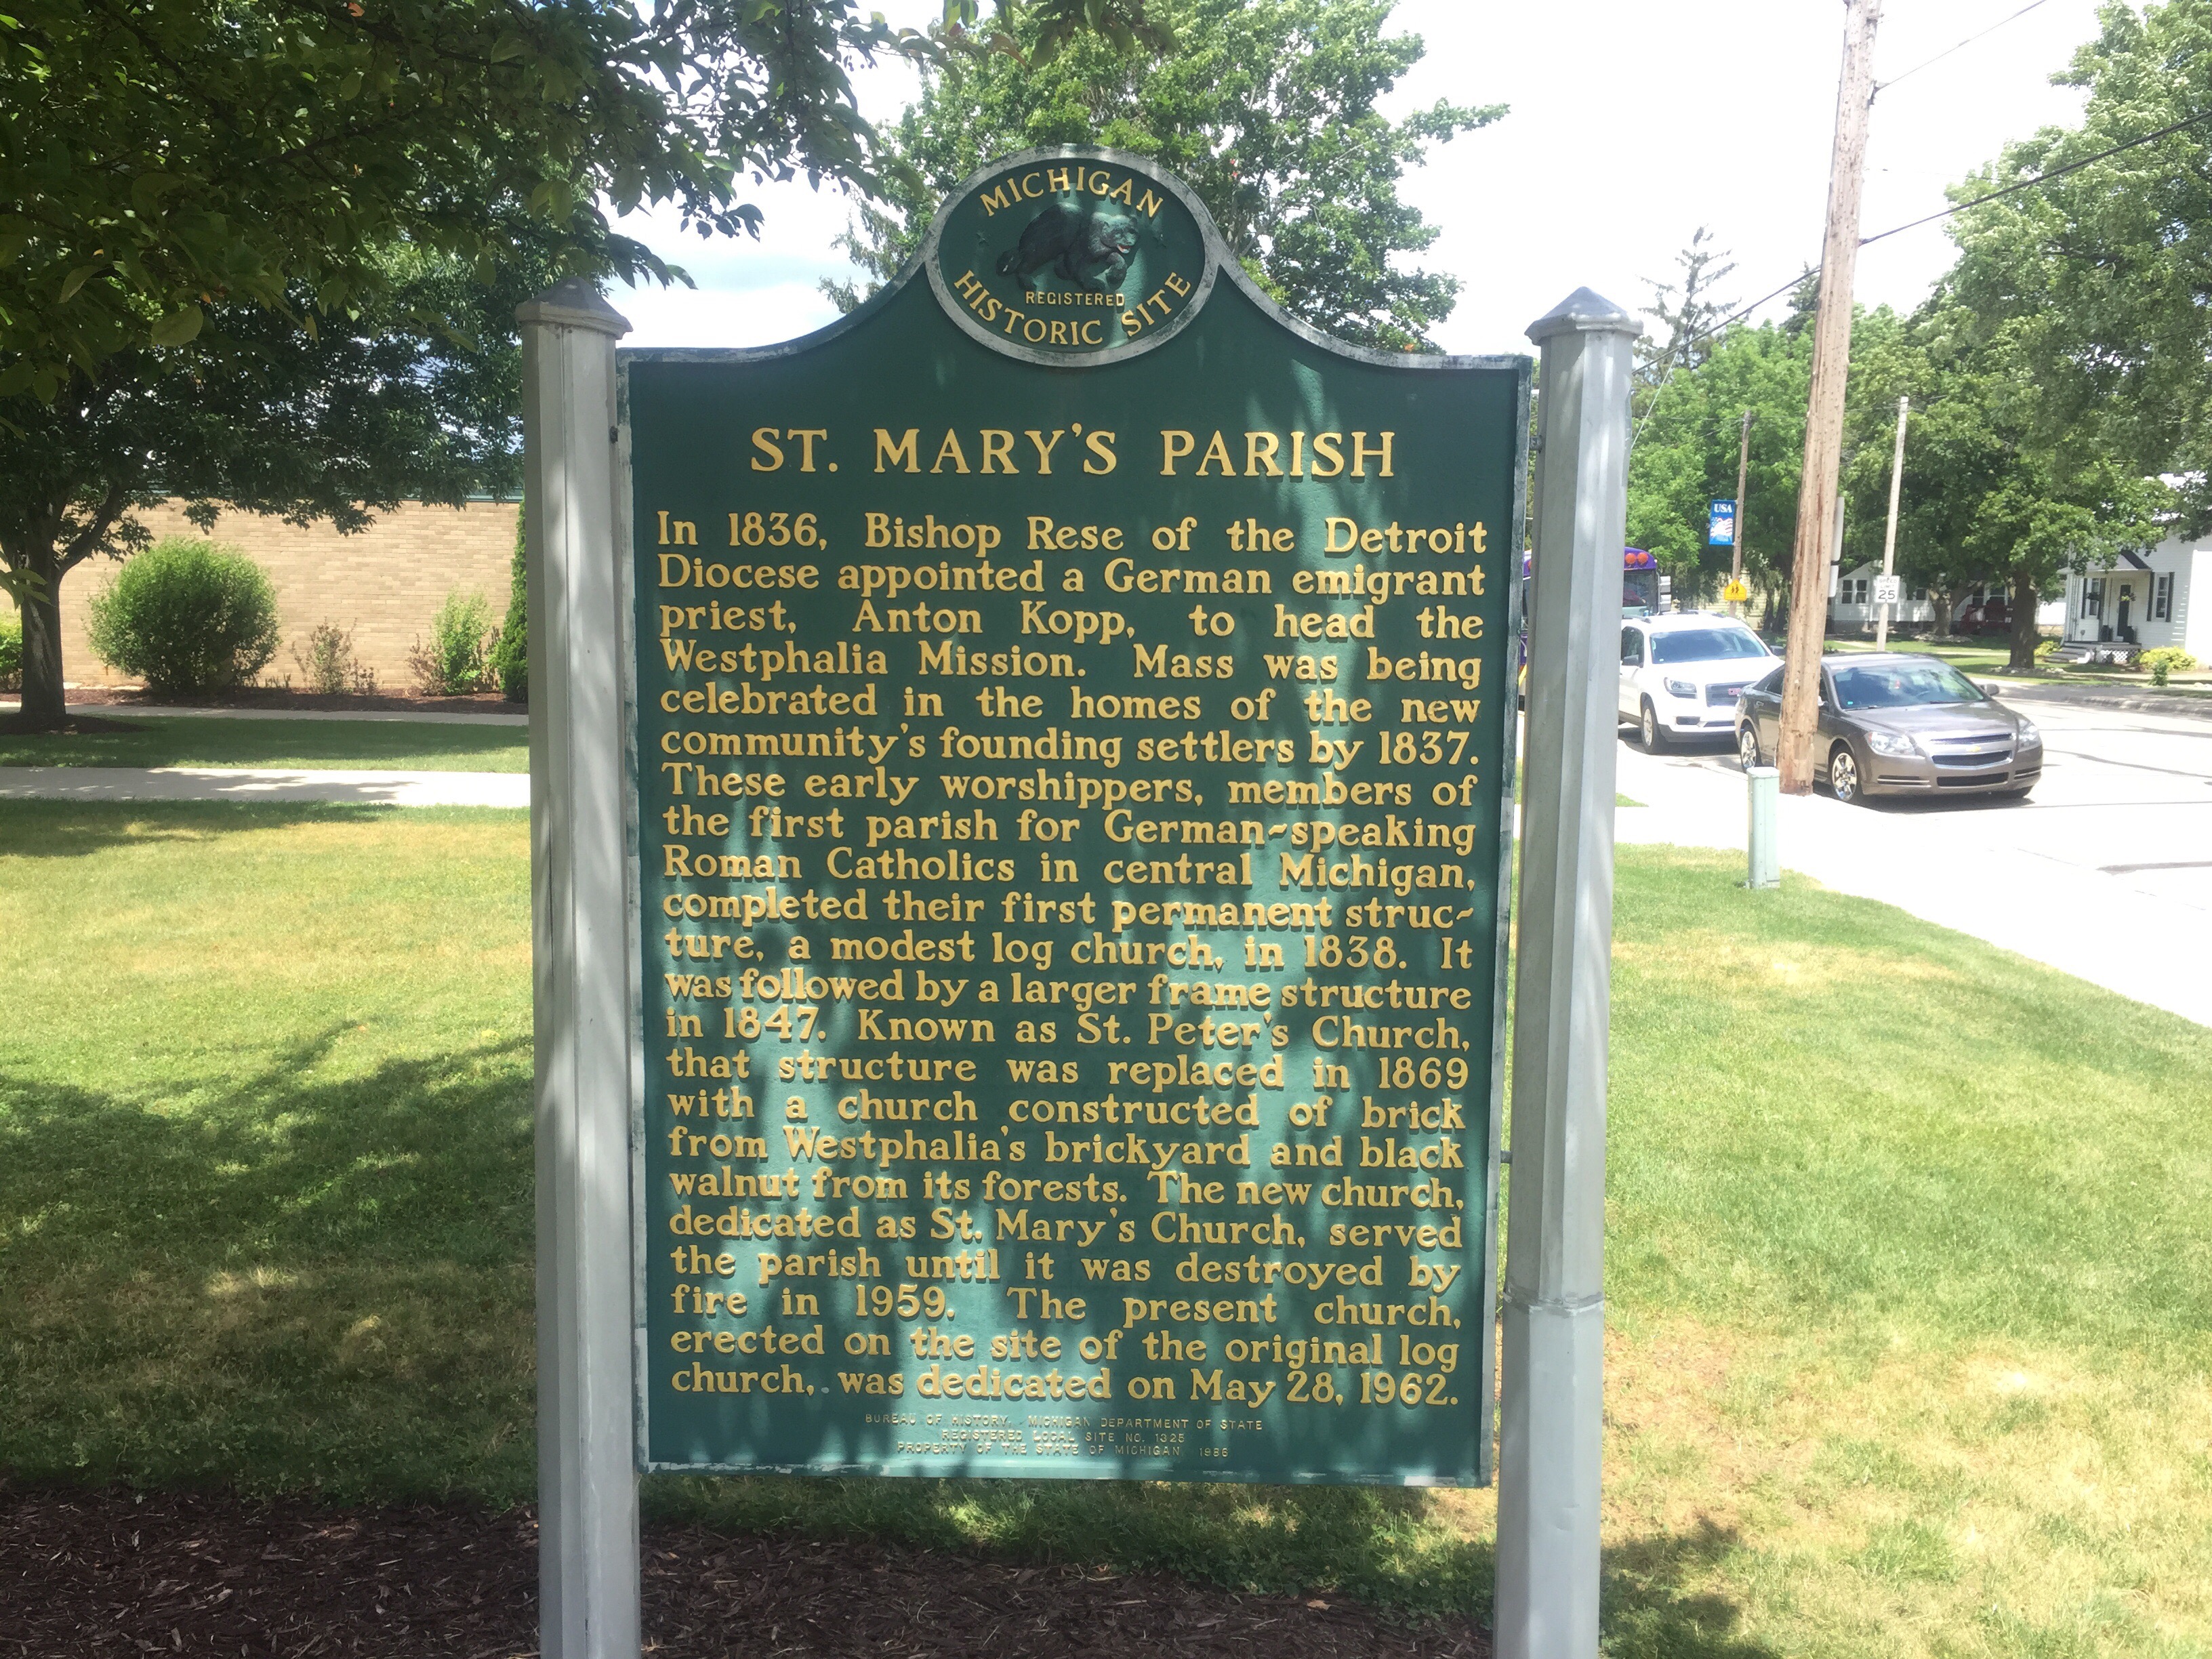 MICHIGAN
REGISTERED
HISTORIC SITE
ST. MARY'S PARISH
In 1836, Bishop Rese of the Detroit
Diocese appointed a German emigrant
priest, Anton Kopp, to head the
Westphalia Mission. Mass was being
celebrated in the homes of the new
community's founding settlers by 1837.
These early worshippers, members of
the first parish for German-speaking
Roman Catholics in central Michigan,
completed their first permanent struc-
ture, a modest log church, in 1838. It
was followed by a larger frame structure
in 1847. Known as St. Peter's Church,
that structure was replaced in 1869
with a church constructed of brick
from Westphalia's brickyard and black
walnut from its forests. The new church,
dedicated as St. Mary's Church, served
the parish until it was destroyed by
fire in 1959. The present church,
erected on the site of the original log
church, was dedicated on May 28, 1962.
BUREAU OF HISTORY, MICHIGAN DEPARTMENT OF STATE
REGISTERED LOCAL SITE NO. 1325
PROPERTY OF THE STATE OF MICHIGAN 1986
USA
25